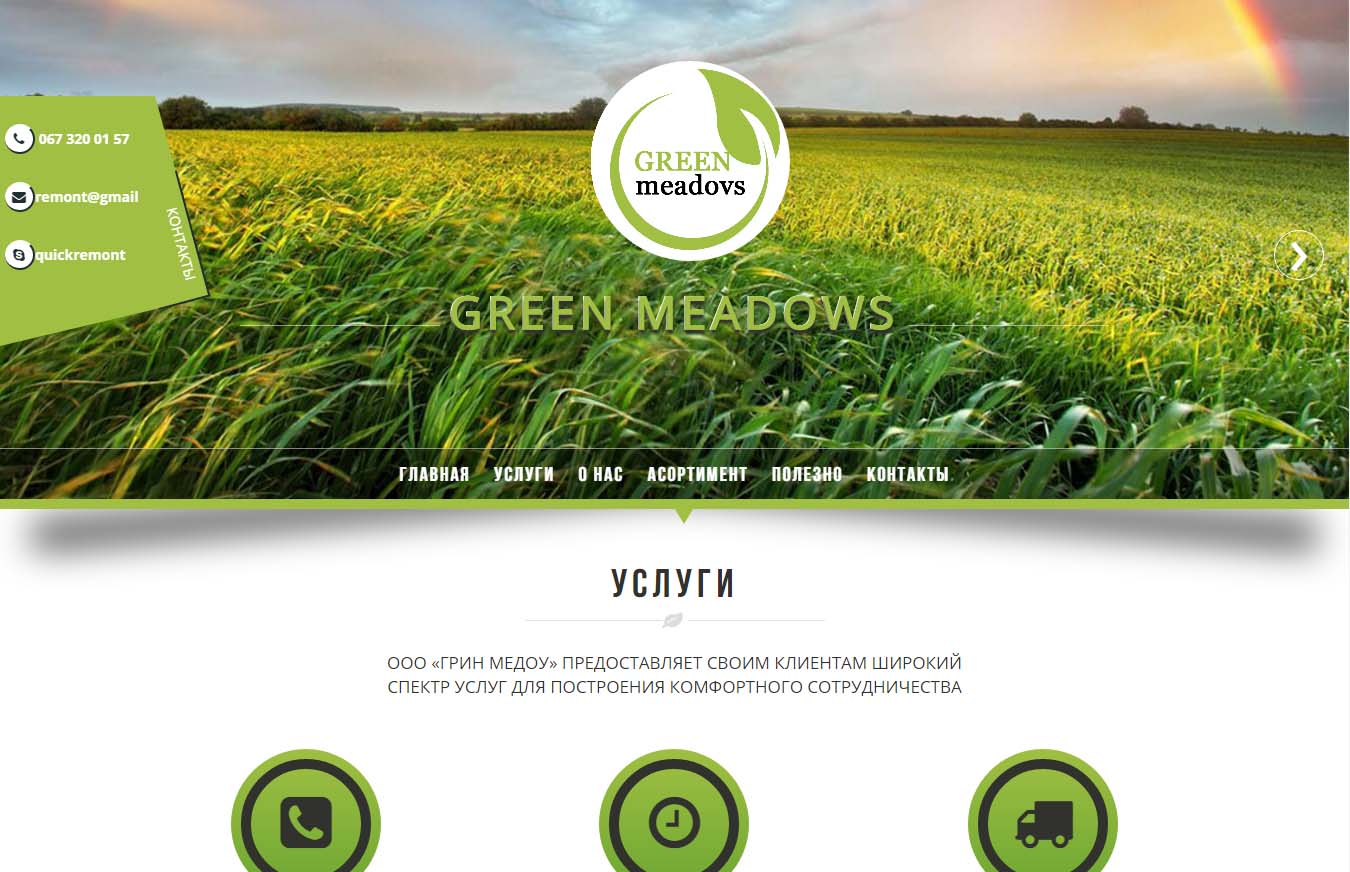 067 320 01 57
remont@gmail
quickremont
КОНТАКТЫ
GREEN
meadovs
GREEN MEADOWS
ГЛАВНАЯ УСЛУГИ О НАС АСОРТИМЕНТ ПОЛЕЗНО КОНТАКТЫ
УСЛУГИ
ООО «ГРИН МЕДОУ» ПРЕДОСТАВЛЯЕТ СВОИМ КЛИЕНТАМ ШИРОКИЙ
СПЕКТР УСЛУГ ДЛЯ ПОСТРОЕНИЯ КОМФОРТНОГО СОТРУДНИЧЕСТВА